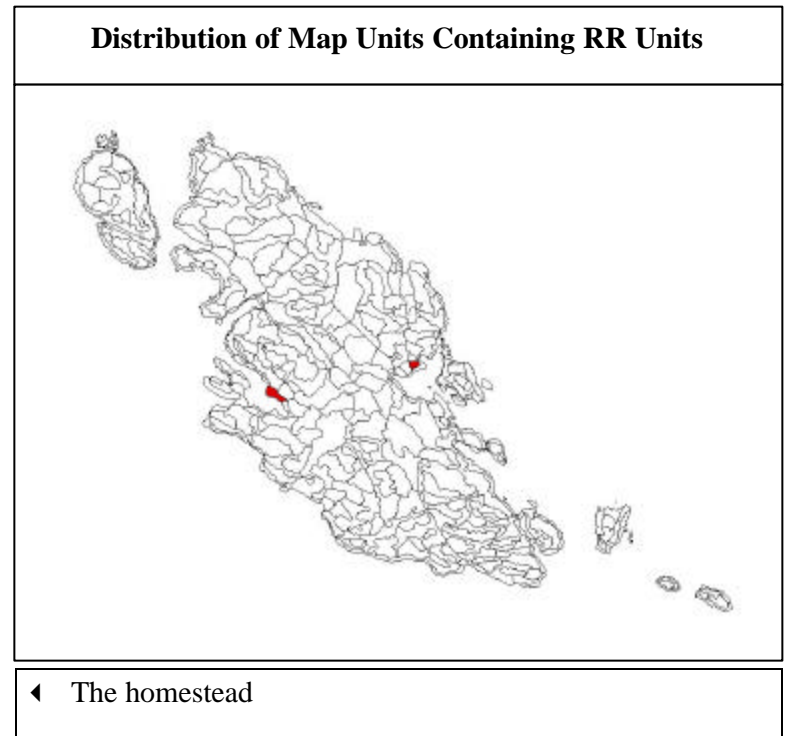 Distribution of Map Units Containing RR Units
◄ The homestead